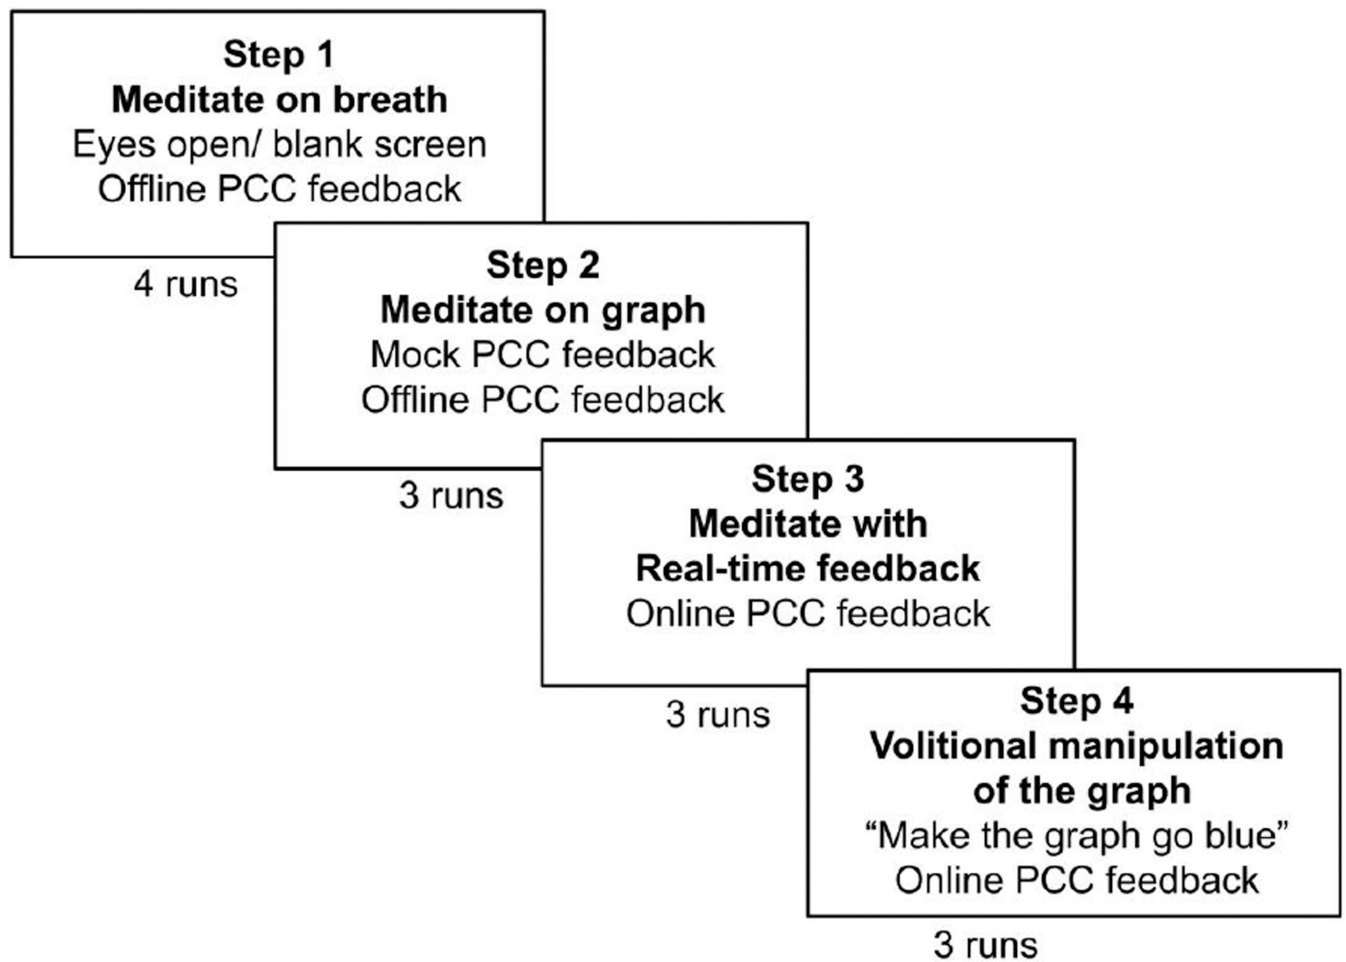 Step 1
Meditate on breath
Eyes open/ blank screen
Offline PCC feedback
4 runs
Step 2
Meditate on graph
Mock PCC feedback
Offline PCC feedback
3 runs
Step 3
Meditate with
Real-time feedback
Online PCC feedback
3 runs
Step 4
Volitional manipulation
of the graph
“Make the graph go blue”
Online PCC feedback
3 runs